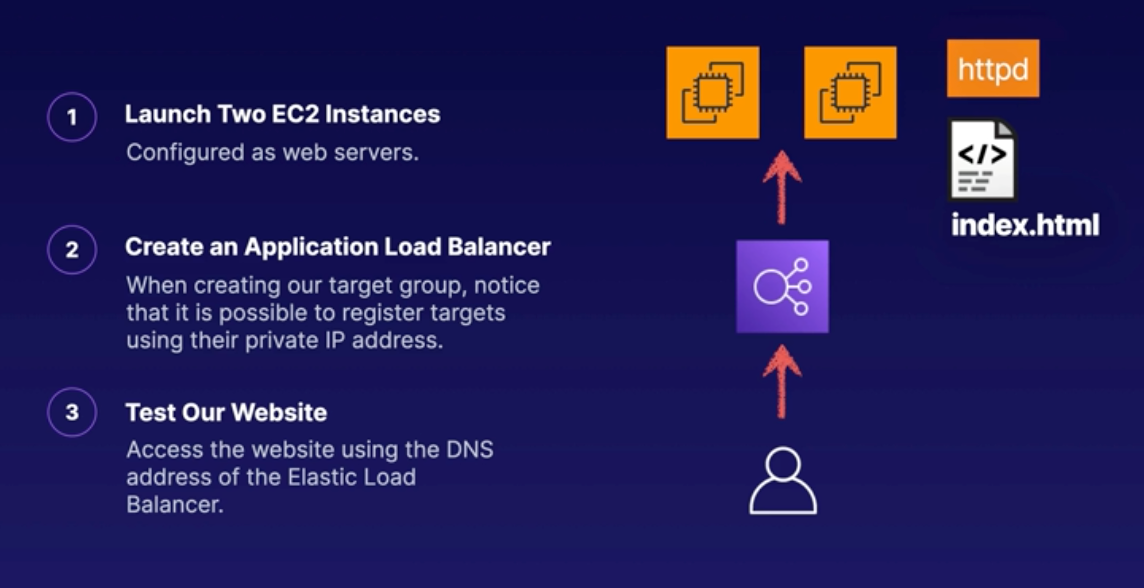 1
Launch Two EC2 Instances
Configured as web servers.
2
Create an Application Load Balancer
When creating our target group, notice
that it is possible to register targets
using their private IP address.
3
Test Our Website
Access the website using the DNS
address of the Elastic Load
Balancer.
httpd
</>
index.html